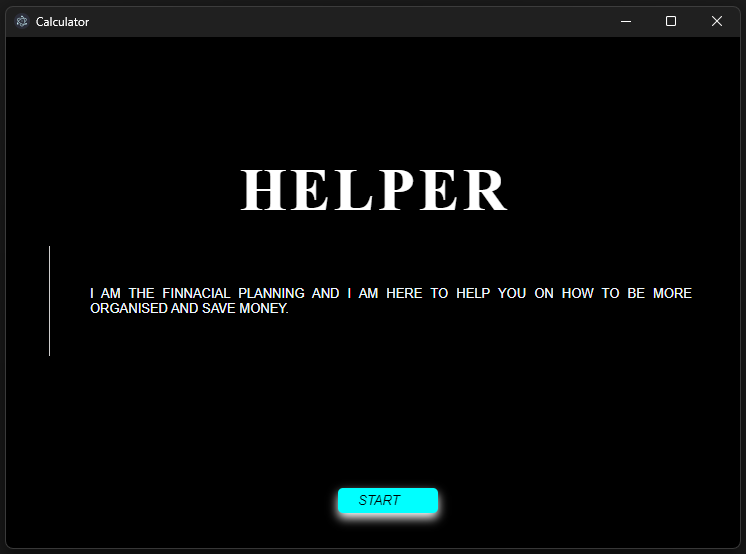 Calculator
HELPER
I AM THE FINNACIAL PLANNING AND I AM HERE TO HELP YOU ON HOW TO BE MORE
ORGANISED AND SAVE MONEY.
START